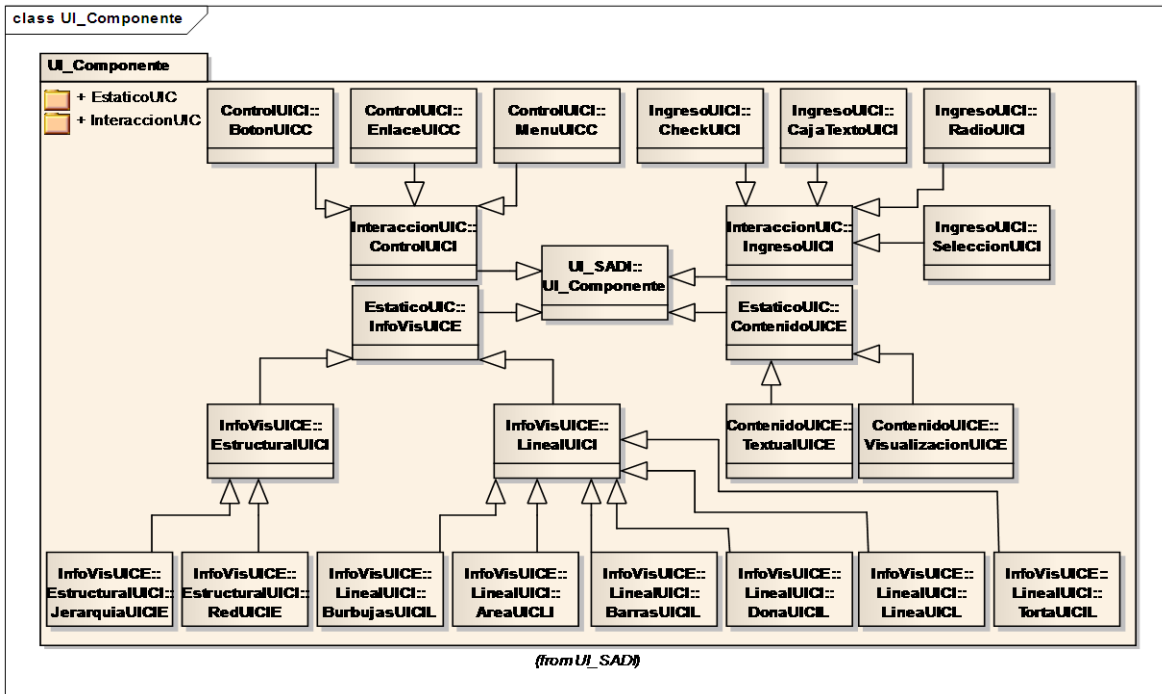 class UI_Componente
UI_Componente
+ EstaticoUIC
+ InteraccionUIC
ControlUICI::
BotonUICC
ControlUICI::
EnlaceUICC
ControlUICI::
MenuUICC
IngresoUICI::
CheckUICI
IngresoUICI::
CajaTextoUICI
IngresoUICI::
RadioUICI
InteraccionUIC::
ControlUICI
InteraccionUIC::
IngresoUICI
IngresoUICI::
SeleccionUICI
UI_SADI::
UI_Componente
EstaticoUIC::
InfoVisUICE
EstaticoUIC::
ContenidoUICE
InfoVisUICE::
EstructuralUICI
InfoVisUICE::
LinealUICI
ContenidoUICE::
TextualUICE
ContenidoUICE::
VisualizacionUICE
InfoVisUICE::
EstructuralUICI::
JerarquiaUICIE
InfoVisUICE::
EstructuralUICI::
RedUICIE
InfoVisUICE::
LinealUICI::
BurbujasUICIL
InfoVisUICE::
LinealUICI::
AreaUICLI
InfoVisUICE::
LinealUICI::
BarrasUICIL
InfoVisUICE::
LinealUICI::
DonaUICIL
InfoVisUICE::
LinealUICI::
LineaUICL
InfoVisUICE::
LinealUICI::
TortaUICIL
(from UI_SADI)